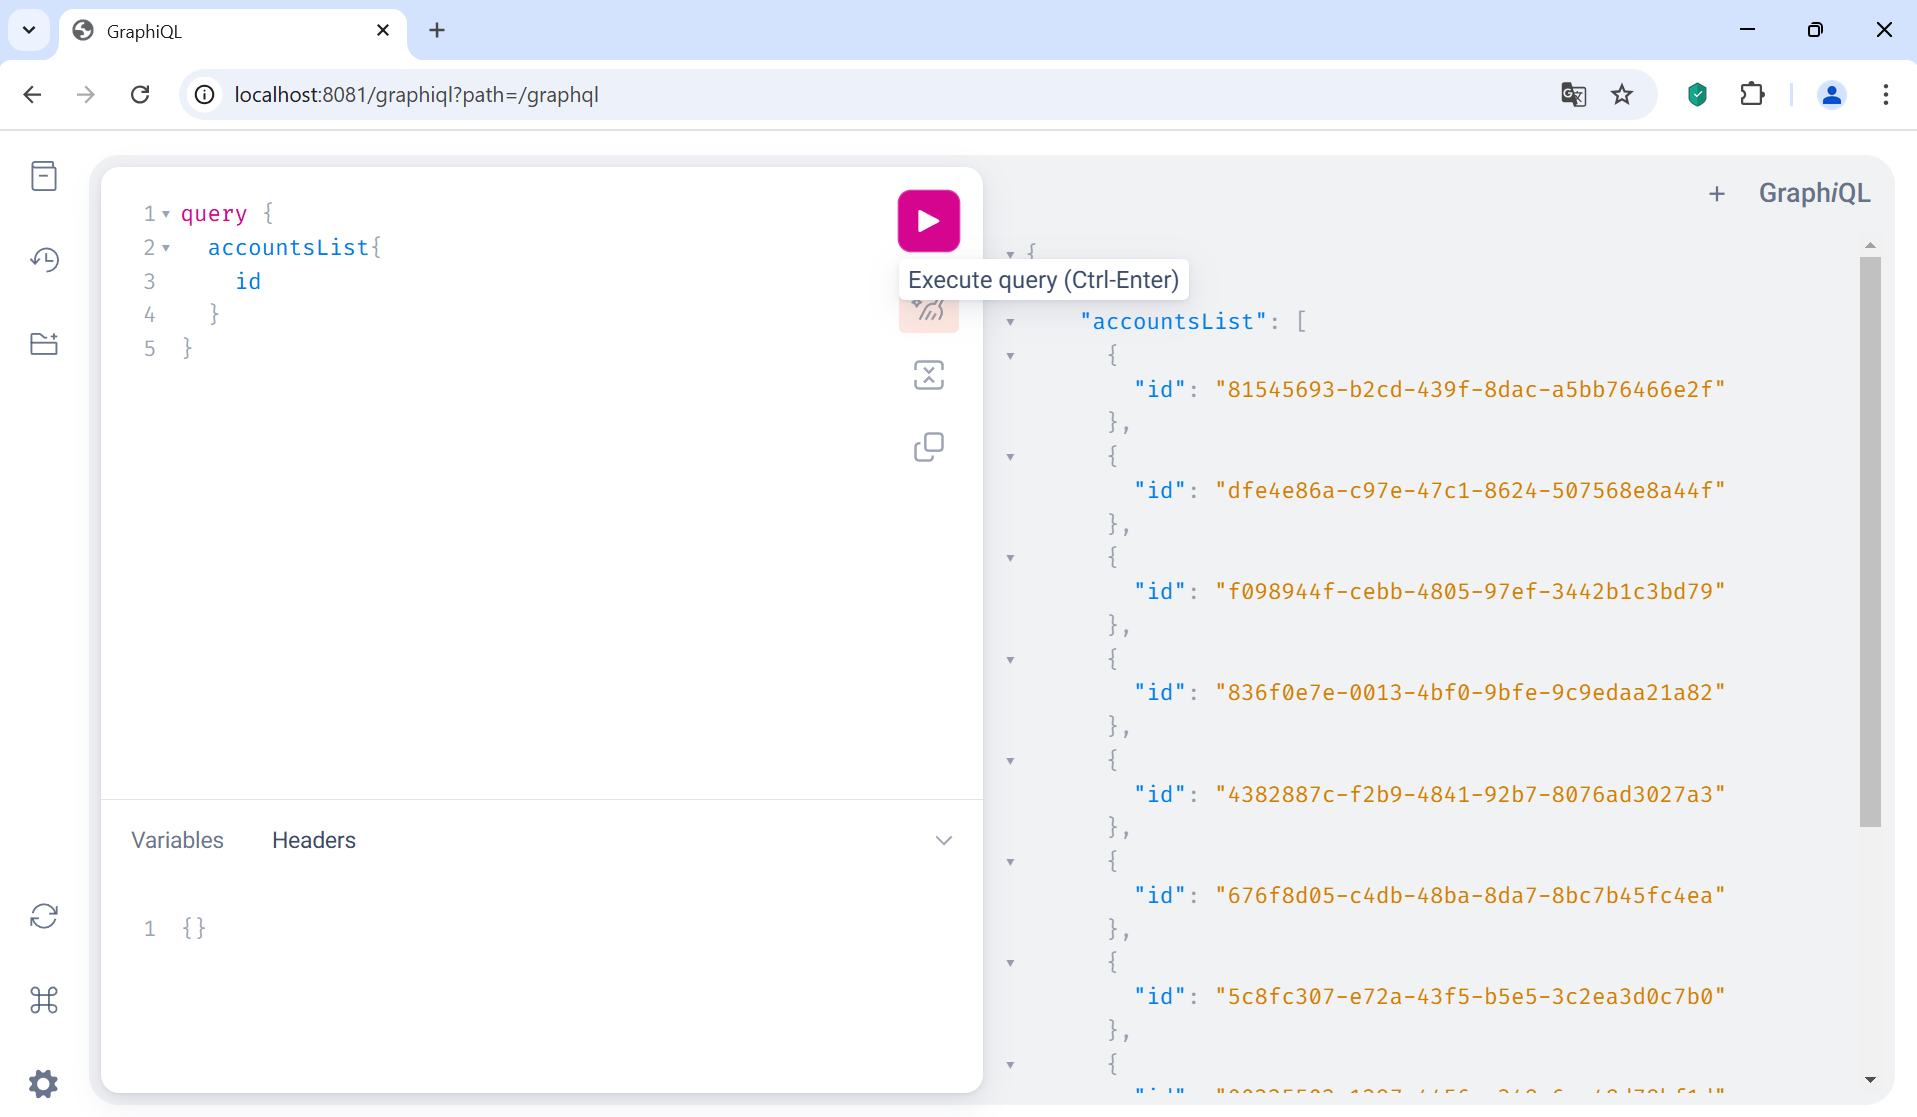 GraphiQL
localhost:8081/graphiql?path=/graphql
1 query {
2 accountsList{
3 id
4 }
5 }
Execute query (Ctrl-Enter)
Variables Headers
1 {}
+ GraphiQL
{
"accountsList": [
{
"id": "81545693-b2cd-439f-8dac-a5bb76466e2f"
},
{
"id": "dfe4e86a-c97e-47c1-8624-507568e8a44f"
},
{
"id": "f098944f-cebb-4805-97ef-3442b1c3bd79"
},
{
"id": "836f0e7e-0013-4bf0-9bfe-9c9edaa21a82"
},
{
"id": "4382887c-f2b9-4841-92b7-8076ad3027a3"
},
{
"id": "676f8d05-c4db-48ba-8da7-8bc7b45fc4ea"
},
{
"id": "5c8fc307-e72a-43f5-b5e5-3c2ea3d0c7b0"
},
{
"id":